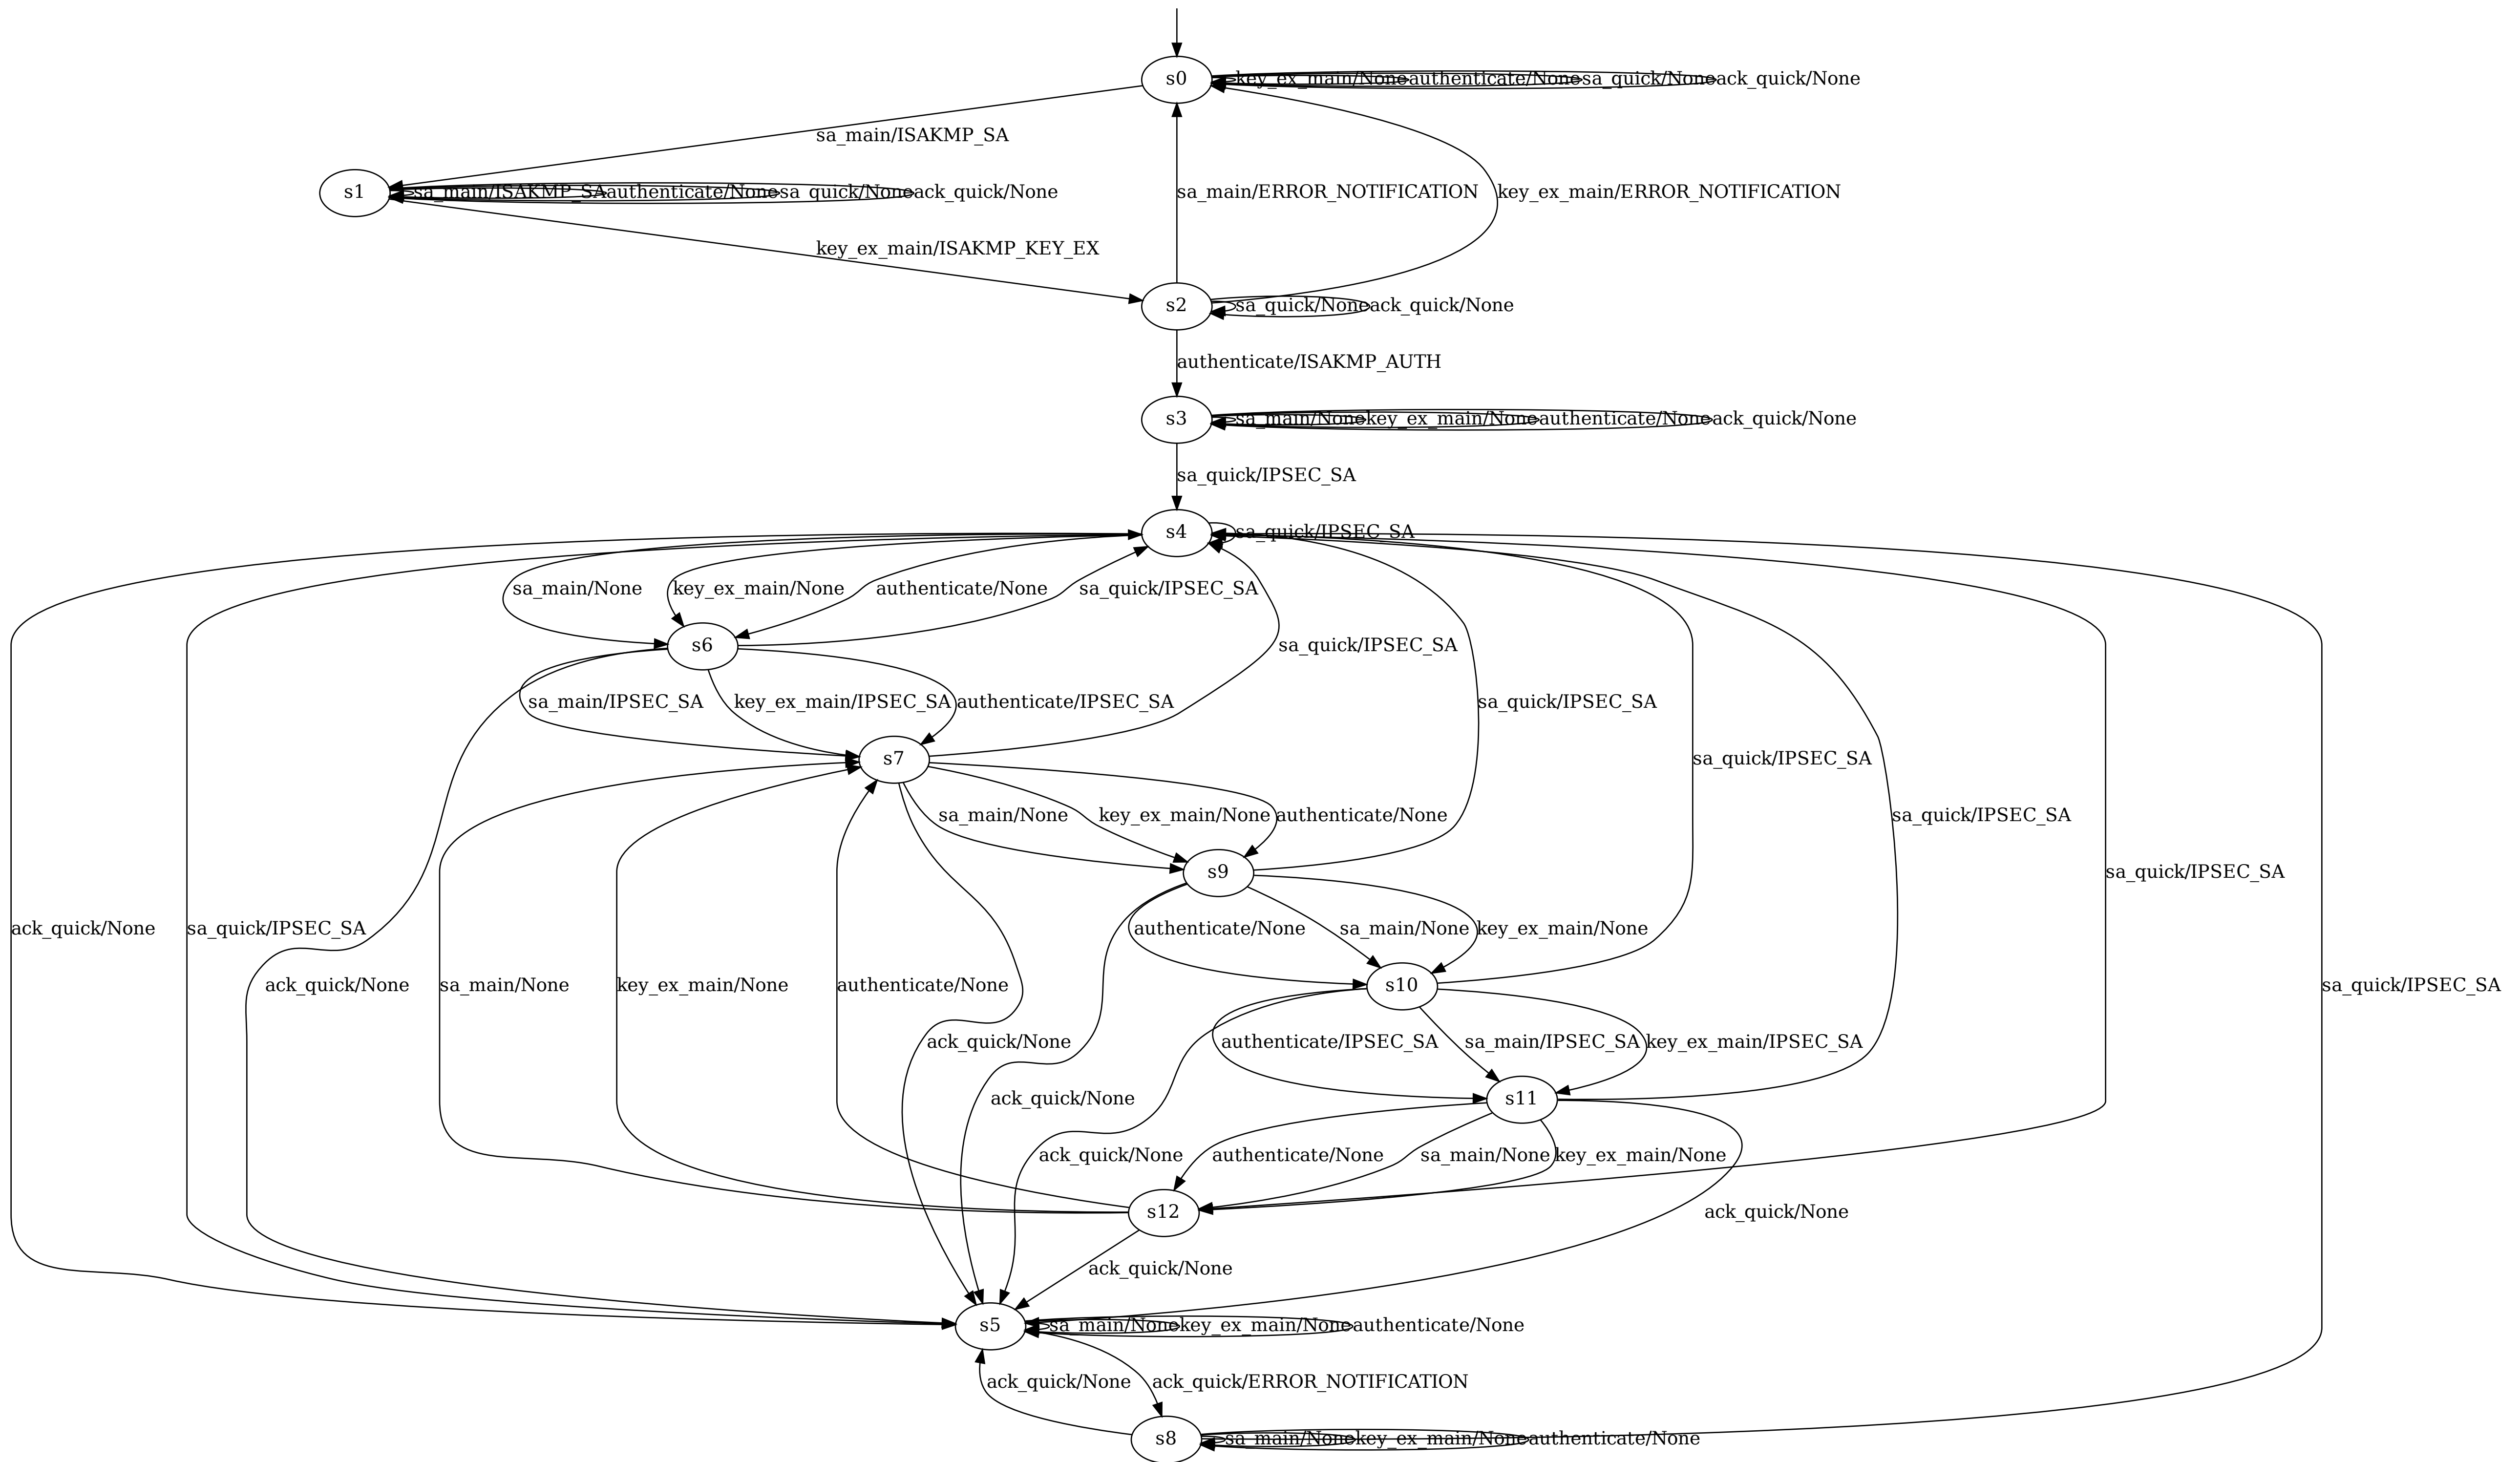 s0
key_ex_main/None authenticate/None sa_quick/None ack_quick/None
sa_main/ISAKMP_SA
s1
sa_main/ISAKMP_SA authenticate/None sa_quick/None ack_quick/None
sa_main/ERROR_NOTIFICATION
key_ex_main/ERROR_NOTIFICATION
key_ex_main/ISAKMP_KEY_EX
s2
sa_quick/None ack_quick/None
authenticate/ISAKMP_AUTH
s3
sa_main/None key_ex_main/None authenticate/None ack_quick/None
sa_quick/IPSEC_SA
s4
sa_quick/IPSEC_SA
sa_main/None
key_ex_main/None
authenticate/None
sa_quick/IPSEC_SA
s6
sa_quick/IPSEC_SA
sa_main/IPSEC_SA
key_ex_main/IPSEC_SA
authenticate/IPSEC_SA
sa_quick/IPSEC_SA
s7
sa_quick/IPSEC_SA
sa_main/None
key_ex_main/None
authenticate/None
sa_quick/IPSEC_SA
s9
sa_quick/IPSEC_SA
ack_quick/None
sa_quick/IPSEC_SA
authenticate/None
sa_main/None
key_ex_main/None
ack_quick/None
sa_main/None
key_ex_main/None
authenticate/None
s10
sa_quick/IPSEC_SA
ack_quick/None
authenticate/IPSEC_SA
sa_main/IPSEC_SA
key_ex_main/IPSEC_SA
ack_quick/None
s11
ack_quick/None
authenticate/None
sa_main/None
key_ex_main/None
s12
ack_quick/None
ack_quick/None
s5
sa_main/None key_ex_main/None authenticate/None
ack_quick/None
ack_quick/ERROR_NOTIFICATION
s8
sa_main/None key_ex_main/None authenticate/None